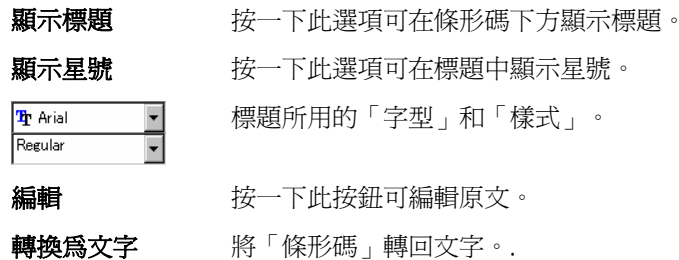 顯示標題 按一下此選項可在條形碼下方顯示標題。
顯示星號 按一下此選項可在標題中顯示星號。
Arial 標題所用的「字型」和「樣式」。
Regular
編輯 按一下此按鈕可編輯原文。
轉換爲文字 將「條形碼」轉回文字。.